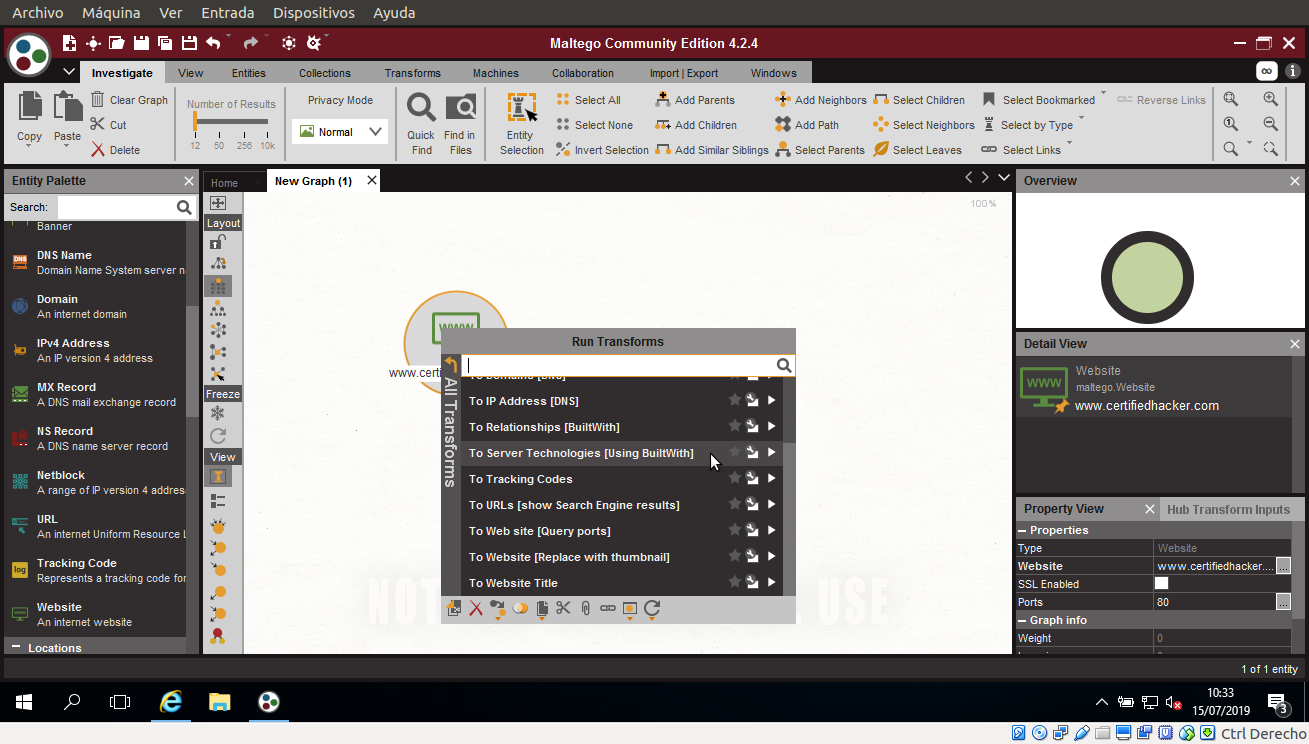 Archivo Máquina Ver Entrada Dispositivos Ayuda
Maltego Community Edition 4.2.4
Investigate View Entities Collections Transforms Machines Collaboration Import | Export Windows
Copy
Paste
Clear Graph
Cut
Delete
Number of Results
12 50 256 10k
Privacy Mode
Normal
Quick Find
Find in Files
Entity Selection
Select All
Select None
Invert Selection
Add Parents
Add Children
Add Similar Siblings
Add Neighbors
Add Path
Select Parents
Select Children
Select Neighbors
Select Leaves
Select Bookmarked
Select by Type
Select Links
Reverse Links
Entity Palette
Search:
Banner
DNS Name
Domain Name System server n
Domain
An internet domain
IPv4 Address
An IP version 4 address
MX Record
A DNS mail exchange record
NS Record
A DNS name server record
Netblock
A range of IP version 4 addres
URL
An internet Uniform Resource L
Tracking Code
Represents a tracking code for
Website
An internet website
Locations
Home
New Graph (1)
Layout
Freeze
View
100%
www
www.certi
Run Transforms
All Transforms
To Domains [DNS]
To IP Address [DNS]
To Relationships [BuiltWith]
To Server Technologies [Using BuiltWith]
To Tracking Codes
To URLs [show Search Engine results]
To Web site [Query ports]
To Website [Replace with thumbnail]
To Website Title
NOT
USE
Overview
Detail View
www
Website
maltego.Website
www.certifiedhacker.com
Property View
Hub Transform Inputs
Properties
Type Website
Website www.certifiedhacker....
SSL Enabled
Ports 80
Graph info
Weight 0
1 of 1 entity
10:33
15/07/2019
3
Ctrl Derecho